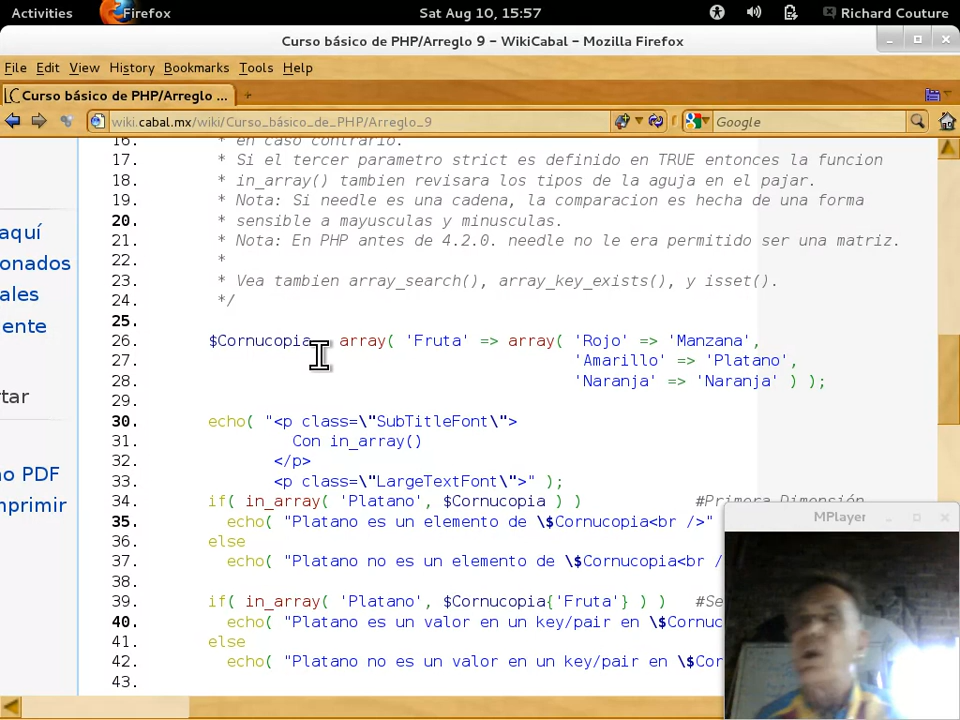 Activities Firefox Sat Aug 10, 15:57 Richard Couture
Curso básico de PHP/Arreglo 9 - WikiCabal - Mozilla Firefox
File Edit View History Bookmarks Tools Help
Curso básico de PHP/Arreglo ...
wiki.cabal.mx/wiki/Curso_básico_de_PHP/Arreglo_9 Google
aquí
onados
ales
ente
tar
mo PDF
mprimir
16. * en caso contrario.
17. * Si el tercer parametro strict es definido en TRUE entonces la funcion
18. * in_array() tambien revisara los tipos de la aguja en el pajar.
19. * Nota: Si needle es una cadena, la comparacion es hecha de una forma
20. * sensible a mayusculas y minusculas.
21. * Nota: En PHP antes de 4.2.0. needle no le era permitido ser una matriz.
22. *
23. * Vea tambien array_search(), array_key_exists(), y isset().
24. */
25.
26. $Cornucopia array( 'Fruta' => array( 'Rojo' => 'Manzana',
27. 'Amarillo' => 'Platano',
28. 'Naranja' => 'Naranja' ) );
29.
30. echo( "<p class=\"SubTitleFont\">
31. Con in_array()
32. </p>
33. <p class=\"LargeTextFont\">" );
34. if( in_array( 'Platano', $Cornucopia ) ) #Primera Dimensión
35. echo( "Platano es un elemento de \$Cornucopia<br />"
36. else
37. echo( "Platano no es un elemento de \$Cornucopia<br /
38.
39. if( in_array( 'Platano', $Cornucopia{'Fruta'} ) ) #Se
40. echo( "Platano es un valor en un key/pair en \$Cornuc
41. else
42. echo( "Platano no es un valor en un key/pair en \$Cor
43.
MPlayer